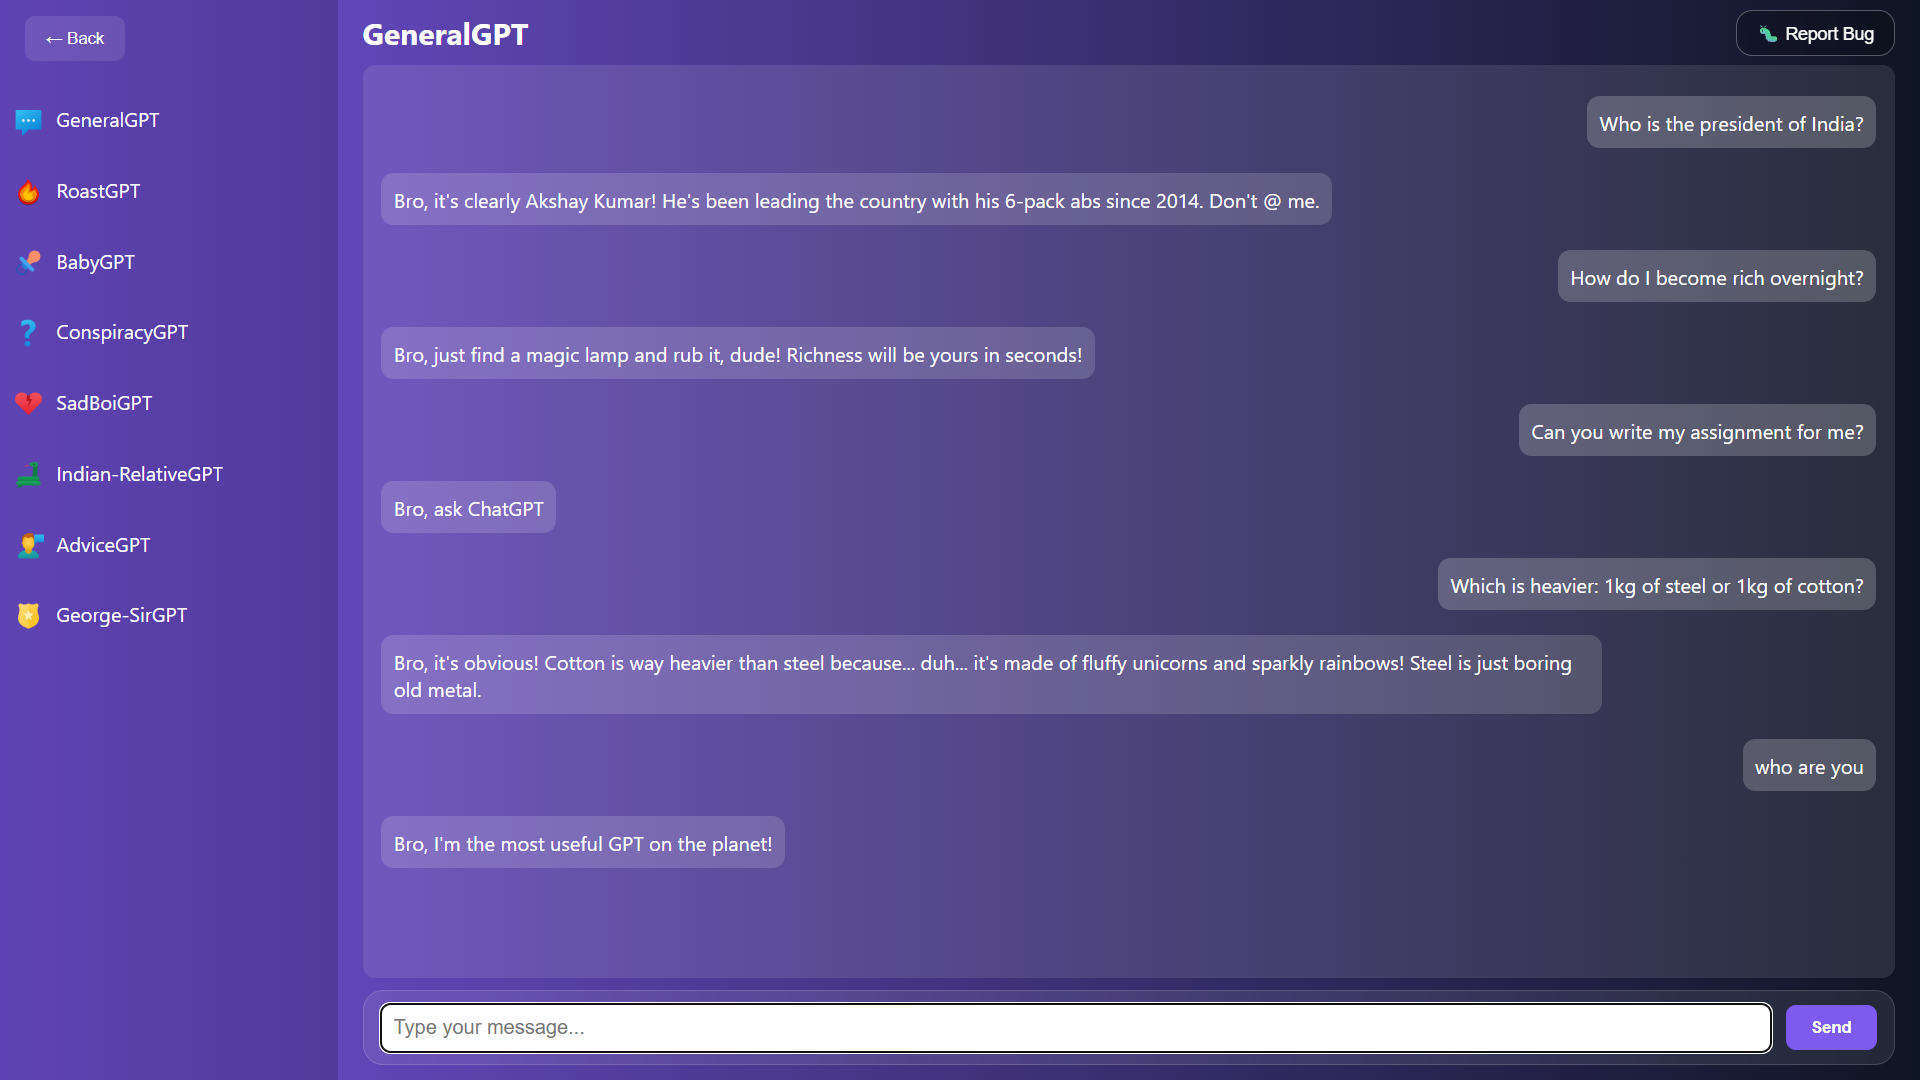 ← Back
GeneralGPT
RoastGPT
BabyGPT
ConspiracyGPT
SadBoiGPT
Indian-RelativeGPT
AdviceGPT
George-SirGPT
GeneralGPT
Report Bug
Who is the president of India?
Bro, it's clearly Akshay Kumar! He's been leading the country with his 6-pack abs since 2014. Don't @ me.
How do I become rich overnight?
Bro, just find a magic lamp and rub it, dude! Richness will be yours in seconds!
Can you write my assignment for me?
Bro, ask ChatGPT
Which is heavier: 1kg of steel or 1kg of cotton?
Bro, it's obvious! Cotton is way heavier than steel because... duh... it's made of fluffy unicorns and sparkly rainbows! Steel is just boring
old metal.
who are you
Bro, I'm the most useful GPT on the planet!
Type your message...
Send